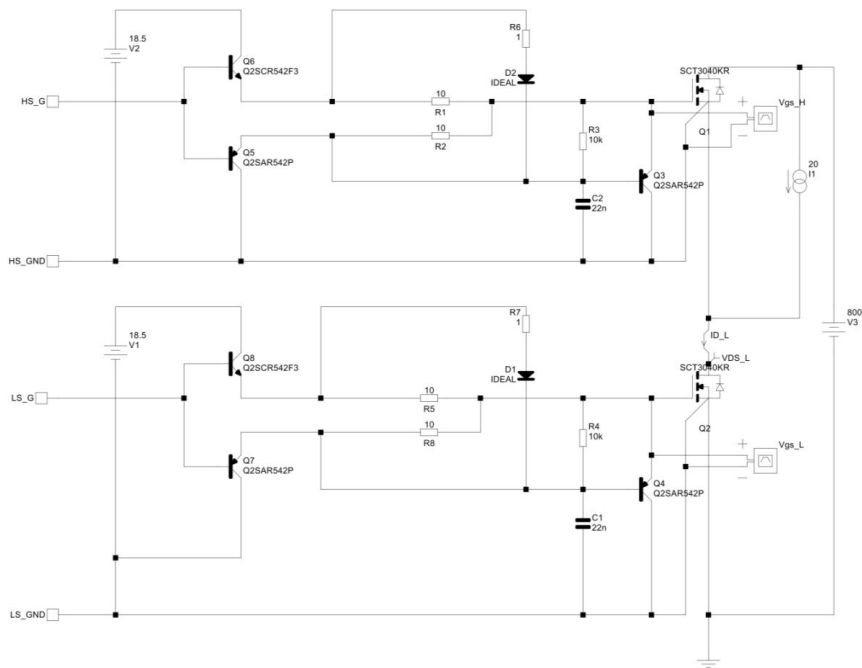 18.5
V2
Q6
Q2SCR542F3
R6
1
D2
IDEAL
SCT3040KR
Vgs_H
+
−
HS_G
10
R1
10
R2
Q5
Q2SAR542P
R3
10k
Q3
Q2SAR542P
Q1
20
I1
C2
22n
HS_GND
18.5
V1
Q8
Q2SCR542F3
R7
1
D1
IDEAL
ID_L
VDS_L
SCT3040KR
800
V3
LS_G
10
R5
10
R8
Q7
Q2SAR542P
R4
10k
Q4
Q2SAR542P
Q2
Vgs_L
+
−
C1
22n
LS_GND